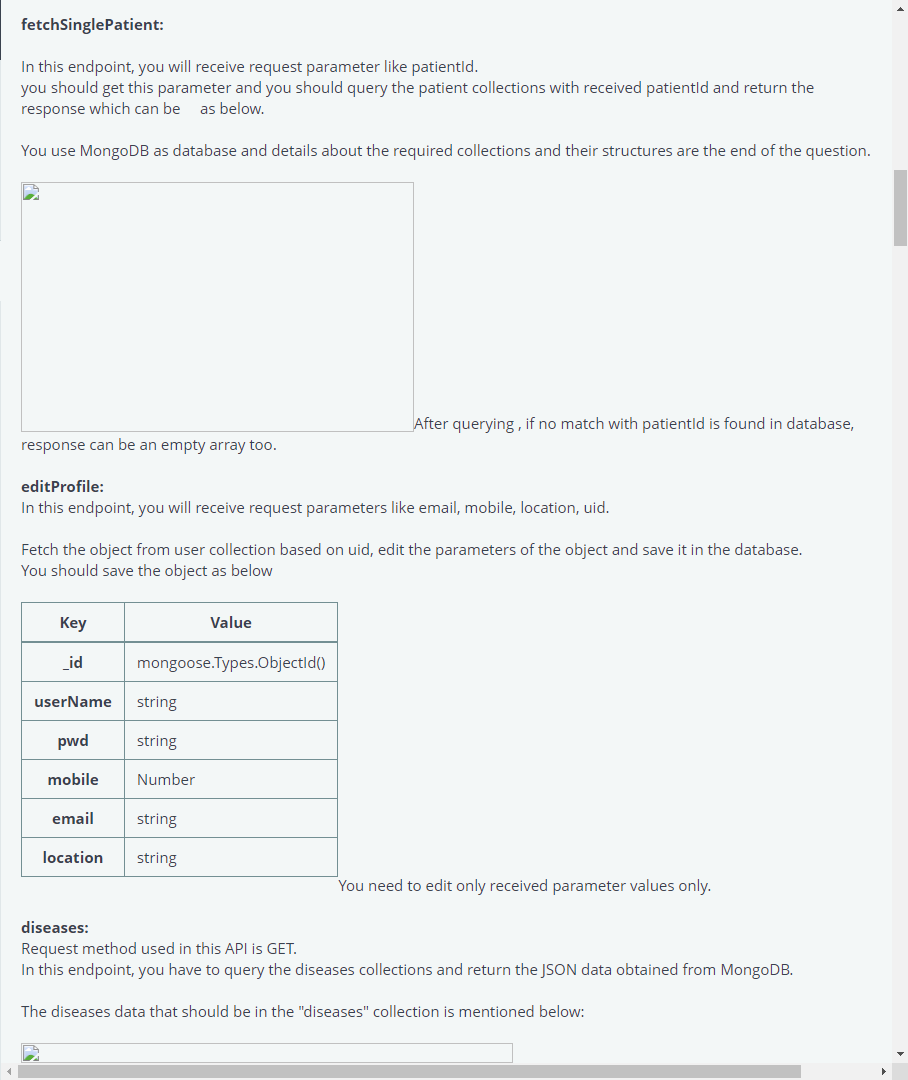 fetchSinglePatient:
In this endpoint, you will receive request parameter like patientId.
you should get this parameter and you should query the patient collections with received patientId and return the
response which can be    as below.
You use MongoDB as database and details about the required collections and their structures are the end of the question.
After querying , if no match with patientId is found in database,
response can be an empty array too.
editProfile:
In this endpoint, you will receive request parameters like email, mobile, location, uid.
Fetch the object from user collection based on uid, edit the parameters of the object and save it in the database.
You should save the object as below
Key Value
_id mongoose.Types.ObjectId()
userName string
pwd string
mobile Number
email string
location string
You need to edit only received parameter values only.
diseases:
Request method used in this API is GET.
In this endpoint, you have to query the diseases collections and return the JSON data obtained from MongoDB.
The diseases data that should be in the "diseases" collection is mentioned below: